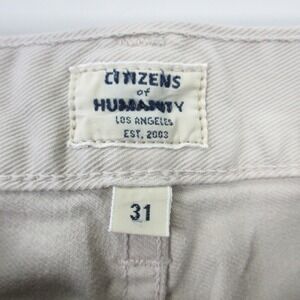 CITIZENS
of
HUMANITY
LOS ANGELES
EST. 2003
31